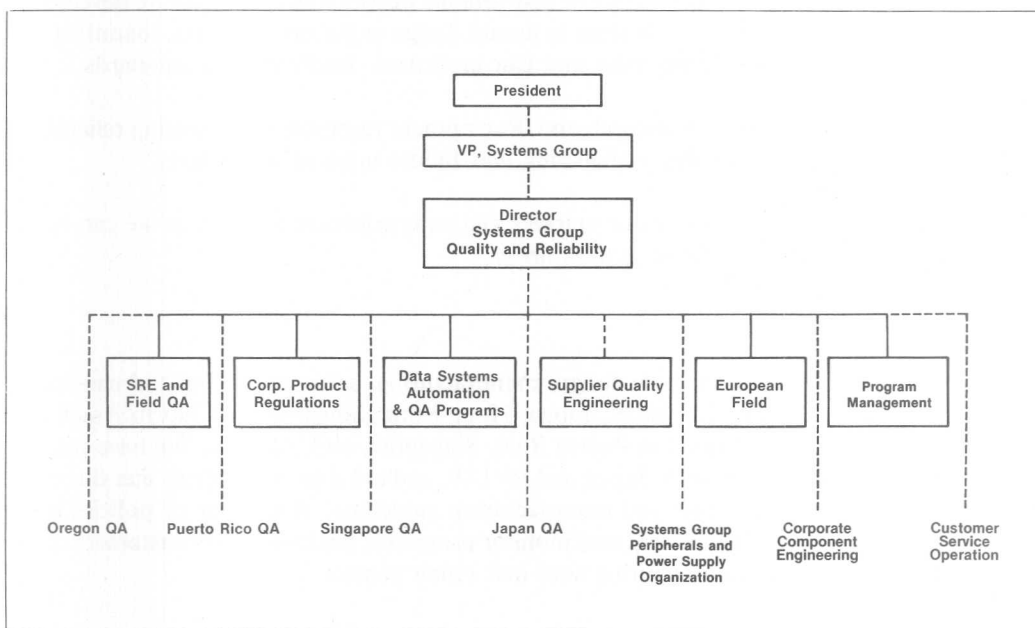 President
VP, Systems Group
Director
Systems Group
Quality and Reliability
SRE and
Field QA
Corp. Product
Regulations
Data Systems
Automation
& QA Programs
Supplier Quality
Engineering
European
Field
Program
Management
Oregon QA
Puerto Rico QA
Singapore QA
Japan QA
Systems Group
Peripherals and
Power Supply
Organization
Corporate
Component
Engineering
Customer
Service
Operation